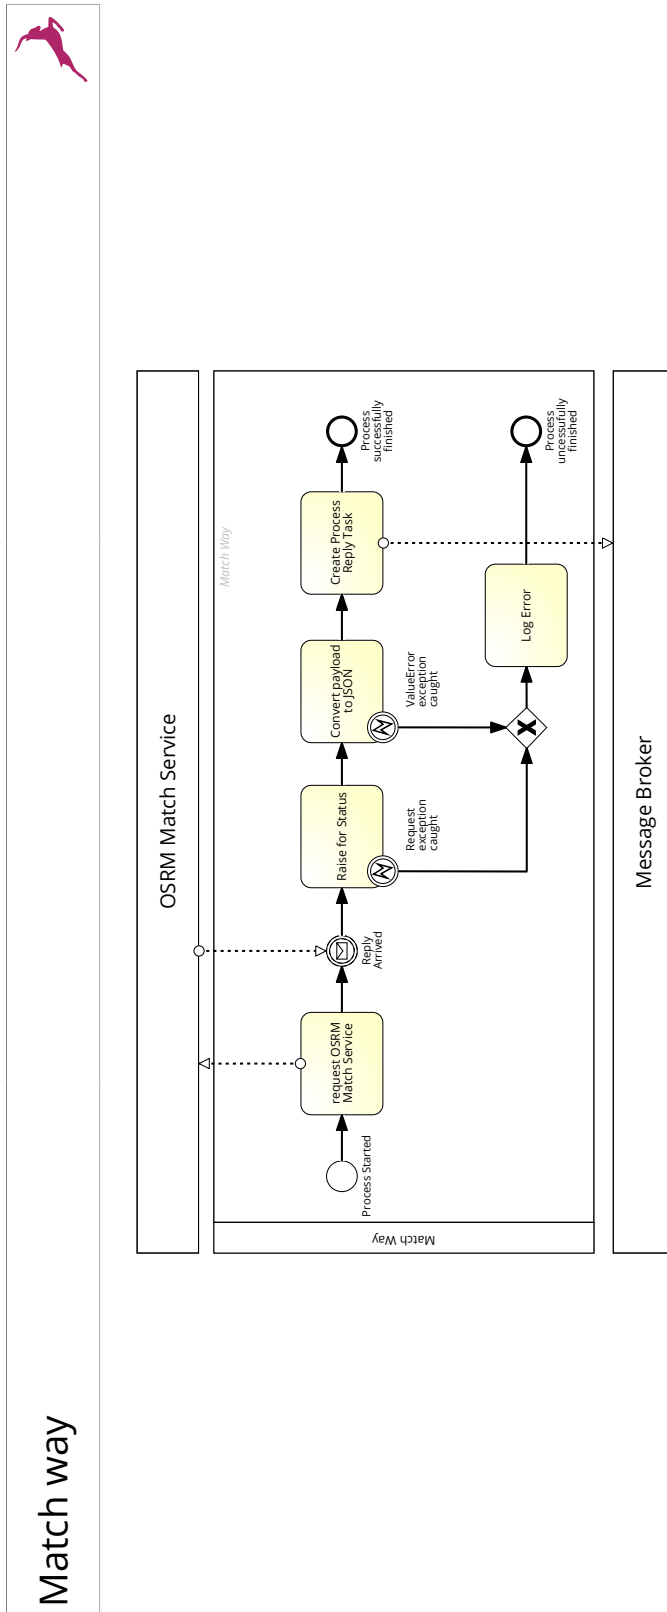 Match way
OSRM Match Service
Match Way
Match Way
Process Started
request OSRM
Match Service
Reply
Arrived
Raise for Status
Request
exception
caught
Convert payload
to JSON
ValueError
exception
caught
Create Process
Reply Task
Process
successfully
finished
Log Error
Process
uncessufully
finished
Message Broker